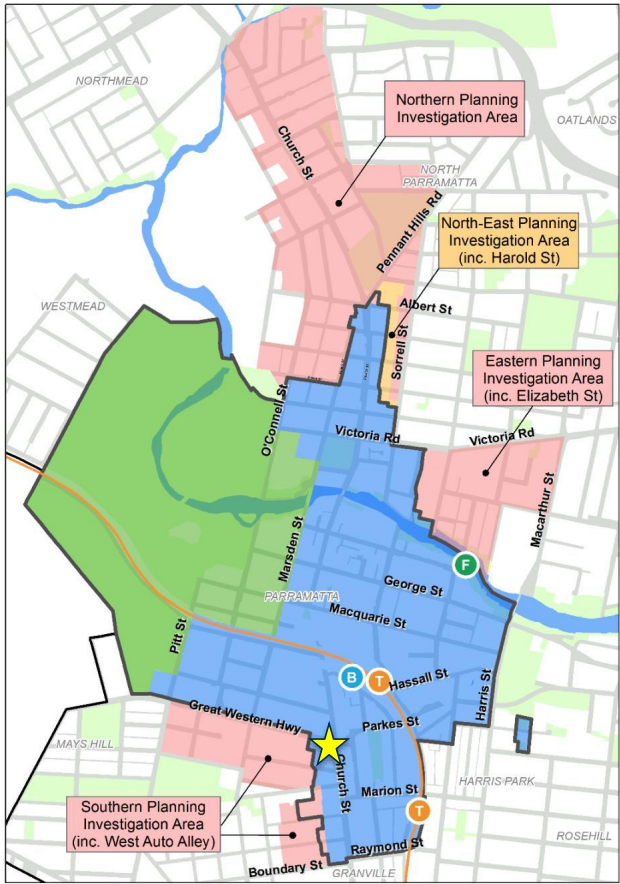 NORTHMEAD
Northern Planning
Investigation Area
OATLANDS
Church St
NORTH
PARRAMATTA
Pennant Hills Rd
North-East Planning
Investigation Area
(inc. Harold St)
WESTMEAD
Albert St
Sorrell St
Eastern Planning
Investigation Area
(inc. Elizabeth St)
O'Connell St
Victoria Rd
Victoria Rd
Macarthur St
Marsden St
F
George St
PARRAMATTA
Macquarie St
Pitt St
B
T
Hassall St
Harris St
Great Western Hwy
Parkes St
MAYS HILL
Church St
HARRIS PARK
Marion St
T
Southern Planning
Investigation Area
(inc. West Auto Alley)
ROSEHILL
Raymond St
Boundary St
GRANVILLE